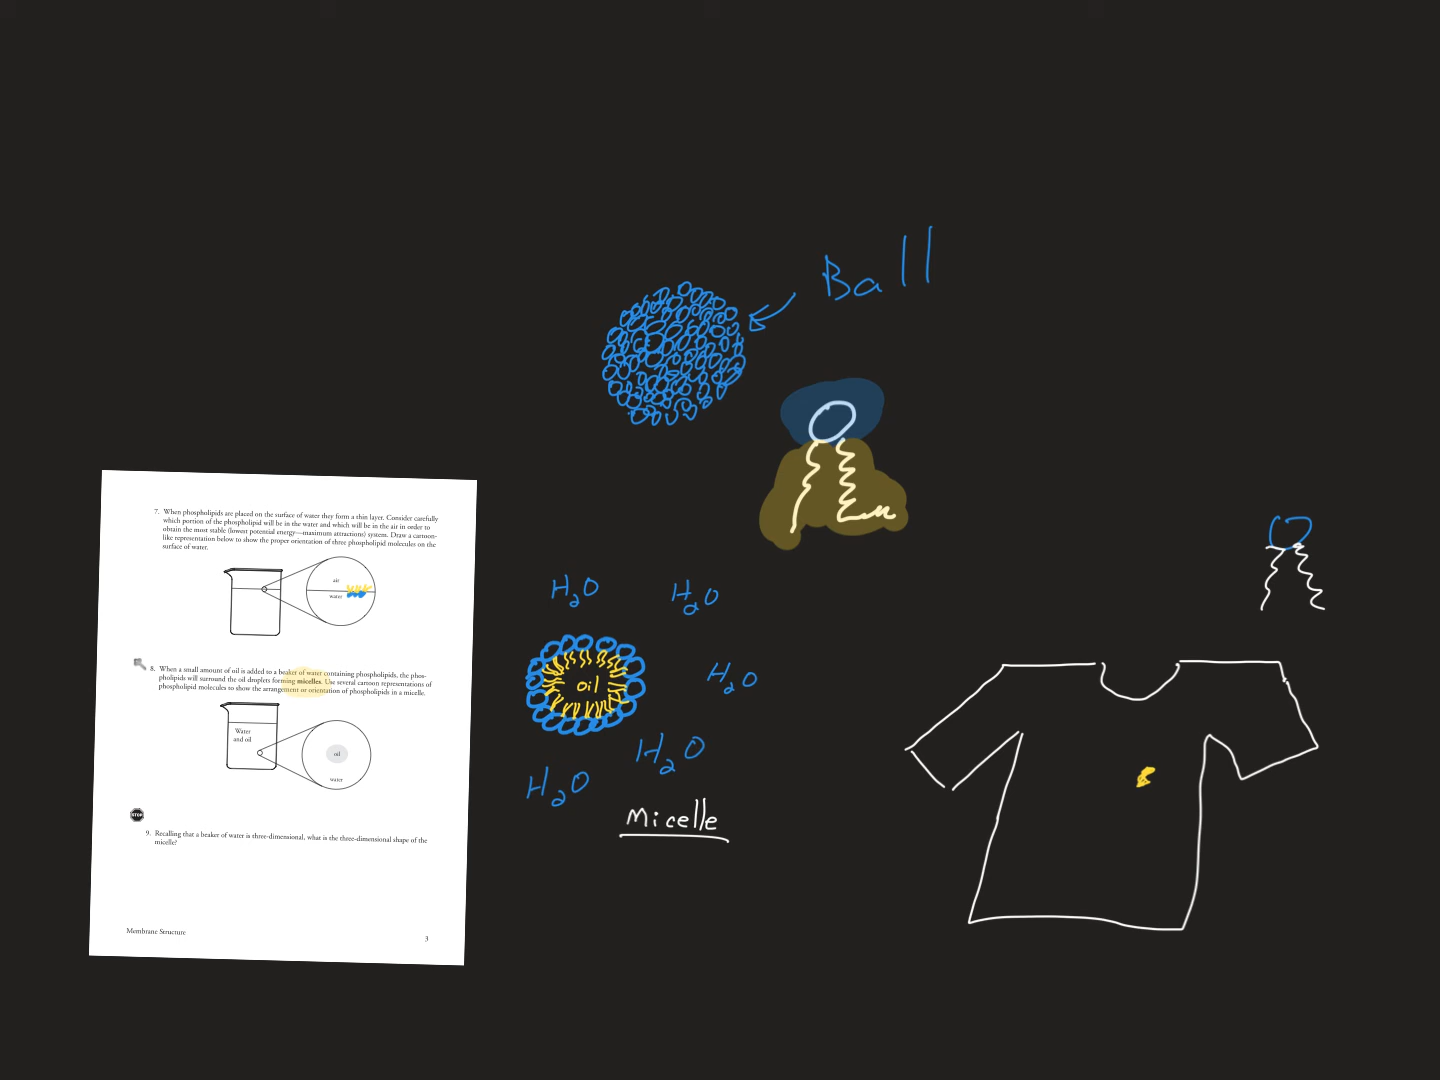 Ball
7. When phospholipids are placed on the surface of water they form a thin layer. Consider carefully
which portion of the phospholipid will be in the water and which will be in the air in order to
obtain the most stable (lowest potential energy—maximum attractions) system. Draw a cartoon-
like representation below to show the proper orientation of three phospholipid molecules on the
surface of water.
air
water
8. When a small amount of oil is added to a beaker of water containing phospholipids, the phos-
pholipids will surround the oil droplets forming micelles. Use several cartoon representations of
phospholipid molecules to show the arrangement or orientation of phospholipids in a micelle.
Water
and oil
oil
water
STOP
9. Recalling that a beaker of water is three-dimensional, what is the three-dimensional shape of the
micelle?
Membrane Structure
3
H2O
H2O
oil
H2O
H2O
H2O
Micelle